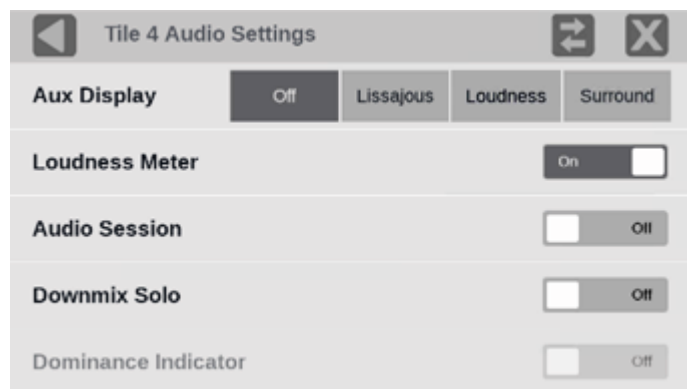 Tile 4 Audio Settings
Aux Display Off Lissajous Loudness Surround
Loudness Meter On
Audio Session Off
Downmix Solo Off
Dominance Indicator Off